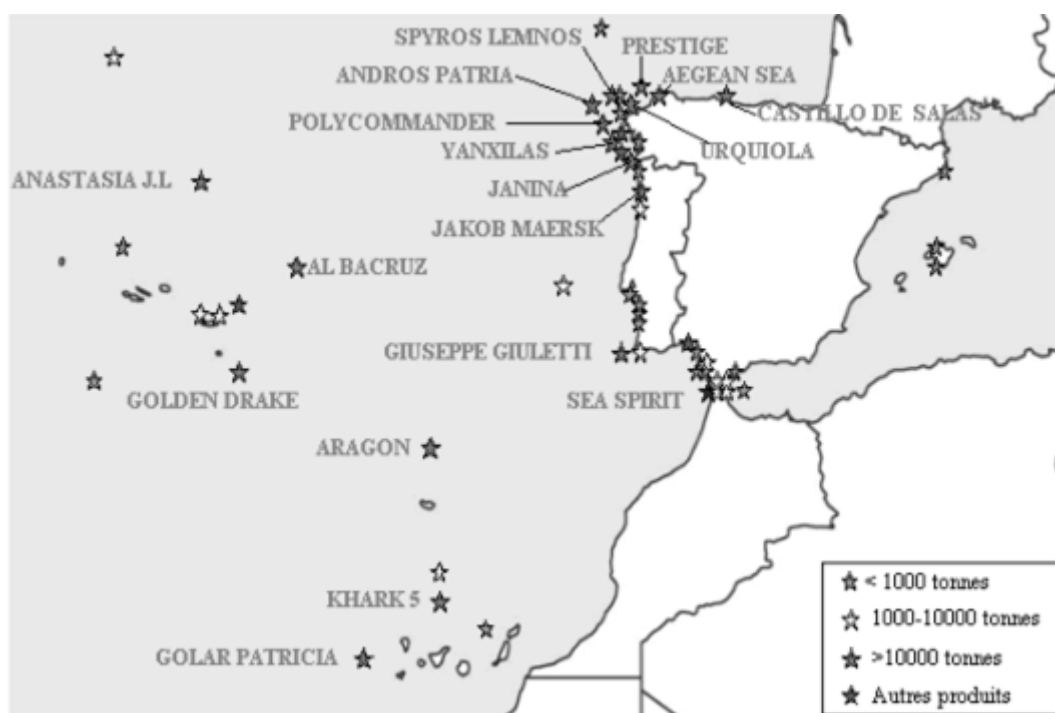 SPYROS LEMNOS
PRESTIGE
ANDROS PATRIA
AEGEAN SEA
CASTILLO DE SALAS
POLYCOMMANDER
YANXILAS
URQUIOLA
ANASTASIA J.L
JANINA
JAKOB MAERSK
AL BACRUZ
GIUSEPPE GIULETTI
GOLDEN DRAKE
SEA SPIRIT
ARAGON
KHARK 5
GOLAR PATRICIA
< 1000 tonnes
1000-10000 tonnes
>10000 tonnes
Autres produits